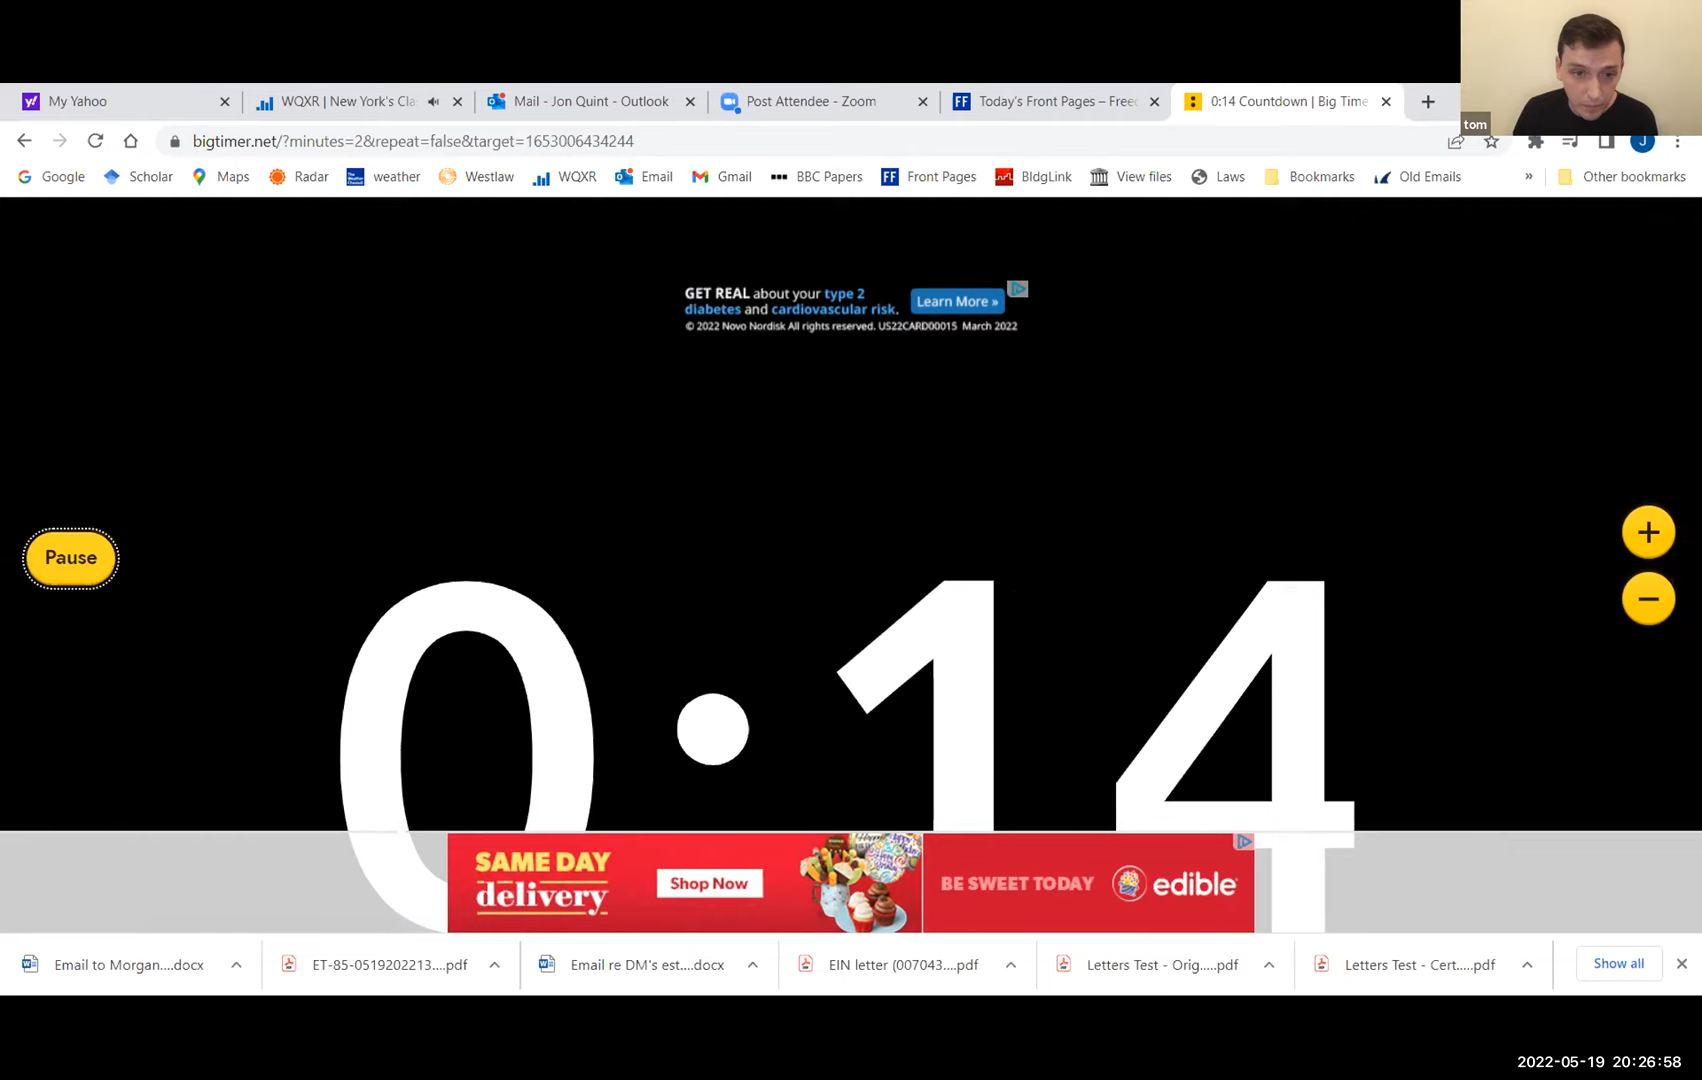 My Yahoo
WQXR | New York's Cla
Mail - Jon Quint - Outlook
Post Attendee - Zoom
FF Today's Front Pages – Free
0:14 Countdown | Big Time
tom
bigtimer.net/?minutes=2&repeat=false&target=1653006434244
J
Google
Scholar
Maps
Radar
weather
Westlaw
WQXR
Email
Gmail
BBC Papers
FF Front Pages
BldgLink
View files
Laws
Bookmarks
Old Emails
»
Other bookmarks
GET REAL about your type 2
diabetes and cardiovascular risk.
Learn More »
© 2022 Novo Nordisk All rights reserved. US22CARD00015 March 2022
Pause
+
−
0:14
SAME DAY
delivery
Shop Now
BE SWEET TODAY
edible
Email to Morgan....docx
ET-85-0519202213....pdf
Email re DM's est....docx
EIN letter (007043....pdf
Letters Test - Orig.....pdf
Letters Test - Cert.....pdf
Show all
2022-05-19 20:26:58